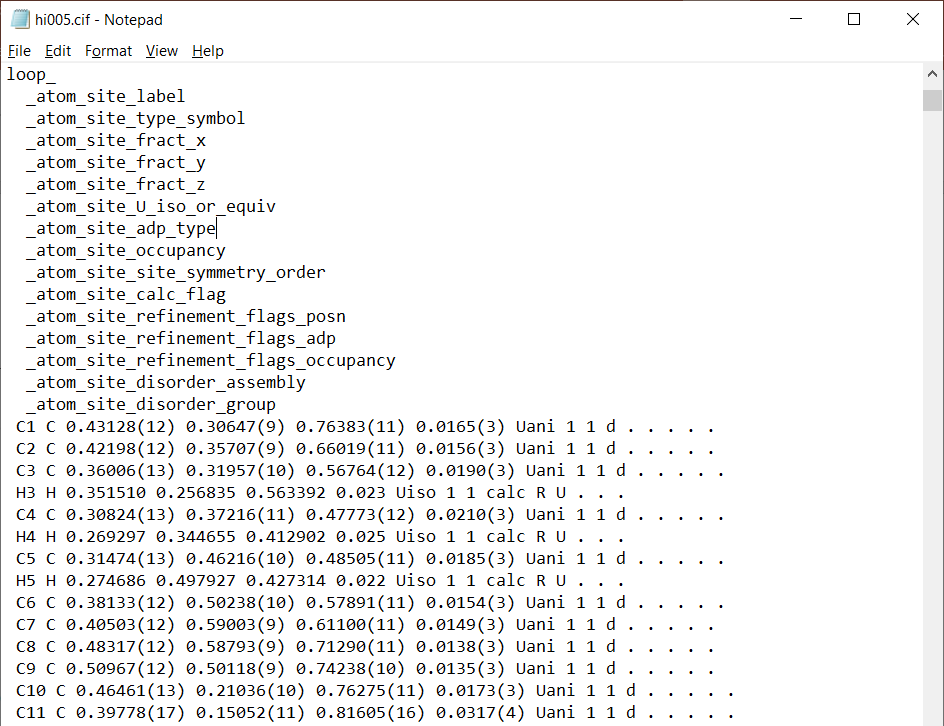 hi005.cif - Notepad
File Edit Format View Help
loop_
_atom_site_label
_atom_site_type_symbol
_atom_site_fract_x
_atom_site_fract_y
_atom_site_fract_z
_atom_site_U_iso_or_equiv
_atom_site_adp_type
_atom_site_occupancy
_atom_site_site_symmetry_order
_atom_site_calc_flag
_atom_site_refinement_flags_posn
_atom_site_refinement_flags_adp
_atom_site_refinement_flags_occupancy
_atom_site_disorder_assembly
_atom_site_disorder_group
C1 C 0.43128(12) 0.30647(9) 0.76383(11) 0.0165(3) Uani 1 1 d . . . . .
C2 C 0.42198(12) 0.35707(9) 0.66019(11) 0.0156(3) Uani 1 1 d . . . . .
C3 C 0.36006(13) 0.31957(10) 0.56764(12) 0.0190(3) Uani 1 1 d . . . . .
H3 H 0.351510 0.256835 0.563392 0.023 Uiso 1 1 calc R U . . .
C4 C 0.30824(13) 0.37216(11) 0.47773(12) 0.0210(3) Uani 1 1 d . . . . .
H4 H 0.269297 0.344655 0.412902 0.025 Uiso 1 1 calc R U . . .
C5 C 0.31474(13) 0.46216(10) 0.48505(11) 0.0185(3) Uani 1 1 d . . . . .
H5 H 0.274686 0.497927 0.427314 0.022 Uiso 1 1 calc R U . . .
C6 C 0.38133(12) 0.50238(10) 0.57891(11) 0.0154(3) Uani 1 1 d . . . . .
C7 C 0.40503(12) 0.59003(9) 0.61100(11) 0.0149(3) Uani 1 1 d . . . . .
C8 C 0.48317(12) 0.58793(9) 0.71290(11) 0.0138(3) Uani 1 1 d . . . . .
C9 C 0.50967(12) 0.50118(9) 0.74238(10) 0.0135(3) Uani 1 1 d . . . . .
C10 C 0.46461(13) 0.21036(10) 0.76275(11) 0.0173(3) Uani 1 1 d . . . . .
C11 C 0.39778(17) 0.15052(11) 0.81605(16) 0.0317(4) Uani 1 1 d . . . . .